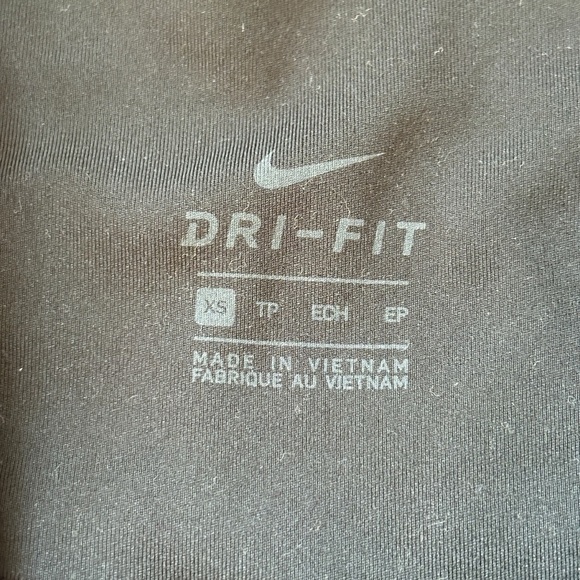 DRI-FIT
XS TP ECH EP
MADE IN VIETNAM
FABRIQUE AU VIETNAM